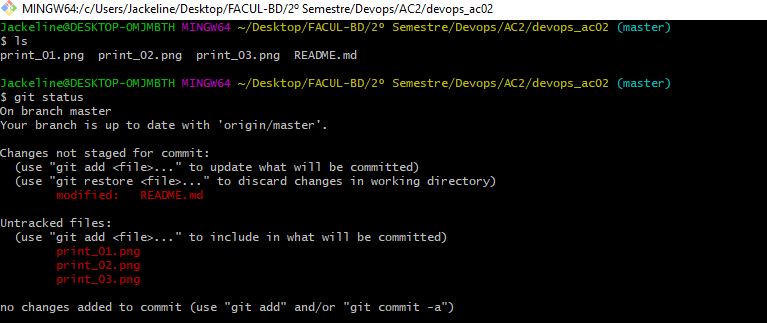 MINGW64:/c/Users/Jackeline/Desktop/FACUL-BD/2º Semestre/Devops/AC2/devops_ac02
Jackeline@DESKTOP-OMJMBTH MINGW64 ~/Desktop/FACUL-BD/2º Semestre/Devops/AC2/devops_ac02 (master)
$ ls
print_01.png  print_02.png  print_03.png  README.md
Jackeline@DESKTOP-OMJMBTH MINGW64 ~/Desktop/FACUL-BD/2º Semestre/Devops/AC2/devops_ac02 (master)
$ git status
On branch master
Your branch is up to date with 'origin/master'.
Changes not staged for commit:
  (use "git add <file>..." to update what will be committed)
  (use "git restore <file>..." to discard changes in working directory)
        modified:   README.md
Untracked files:
  (use "git add <file>..." to include in what will be committed)
        print_01.png
        print_02.png
        print_03.png
no changes added to commit (use "git add" and/or "git commit -a")